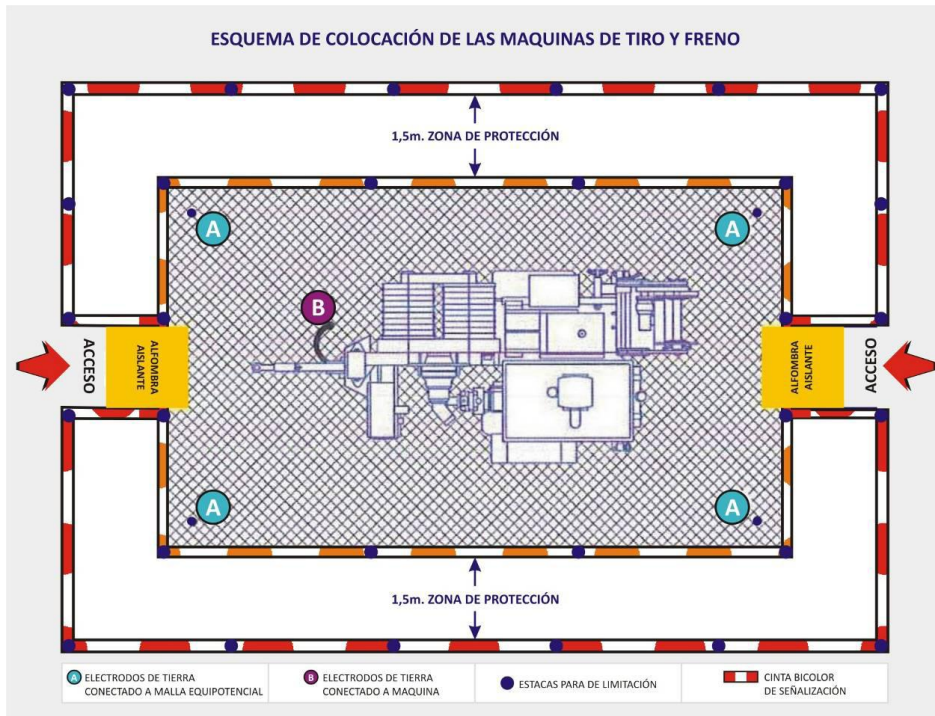 ESQUEMA DE COLOCACIÓN DE LAS MAQUINAS DE TIRO Y FRENO
1,5m. ZONA DE PROTECCIÓN
A
A
B
ACCESO
ALFOMBRA
AISLANTE
ALFOMBRA
AISLANTE
ACCESO
A
A
1,5m. ZONA DE PROTECCIÓN
A ELECTRODOS DE TIERRA
CONECTADO A MALLA EQUIPOTENCIAL
B ELECTRODOS DE TIERRA
CONECTADO A MAQUINA
ESTACAS PARA DE LIMITACIÓN
CINTA BICOLOR
DE SEÑALIZACIÓN